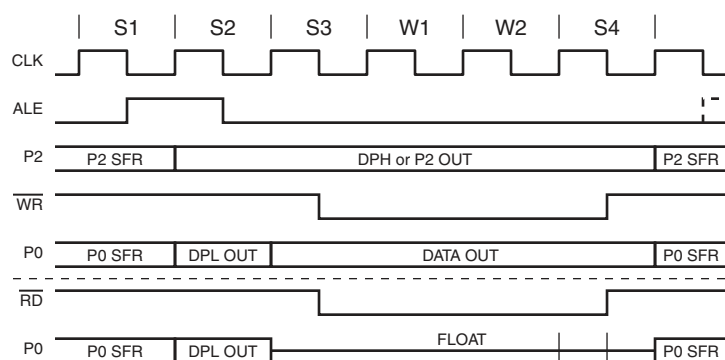 S1 S2 S3 W1 W2 S4
CLK
ALE
P2 P2 SFR DPH or P2 OUT P2 SFR
WR
P0 P0 SFR DPL OUT DATA OUT P0 SFR
RD
FLOAT
P0 P0 SFR DPL OUT P0 SFR